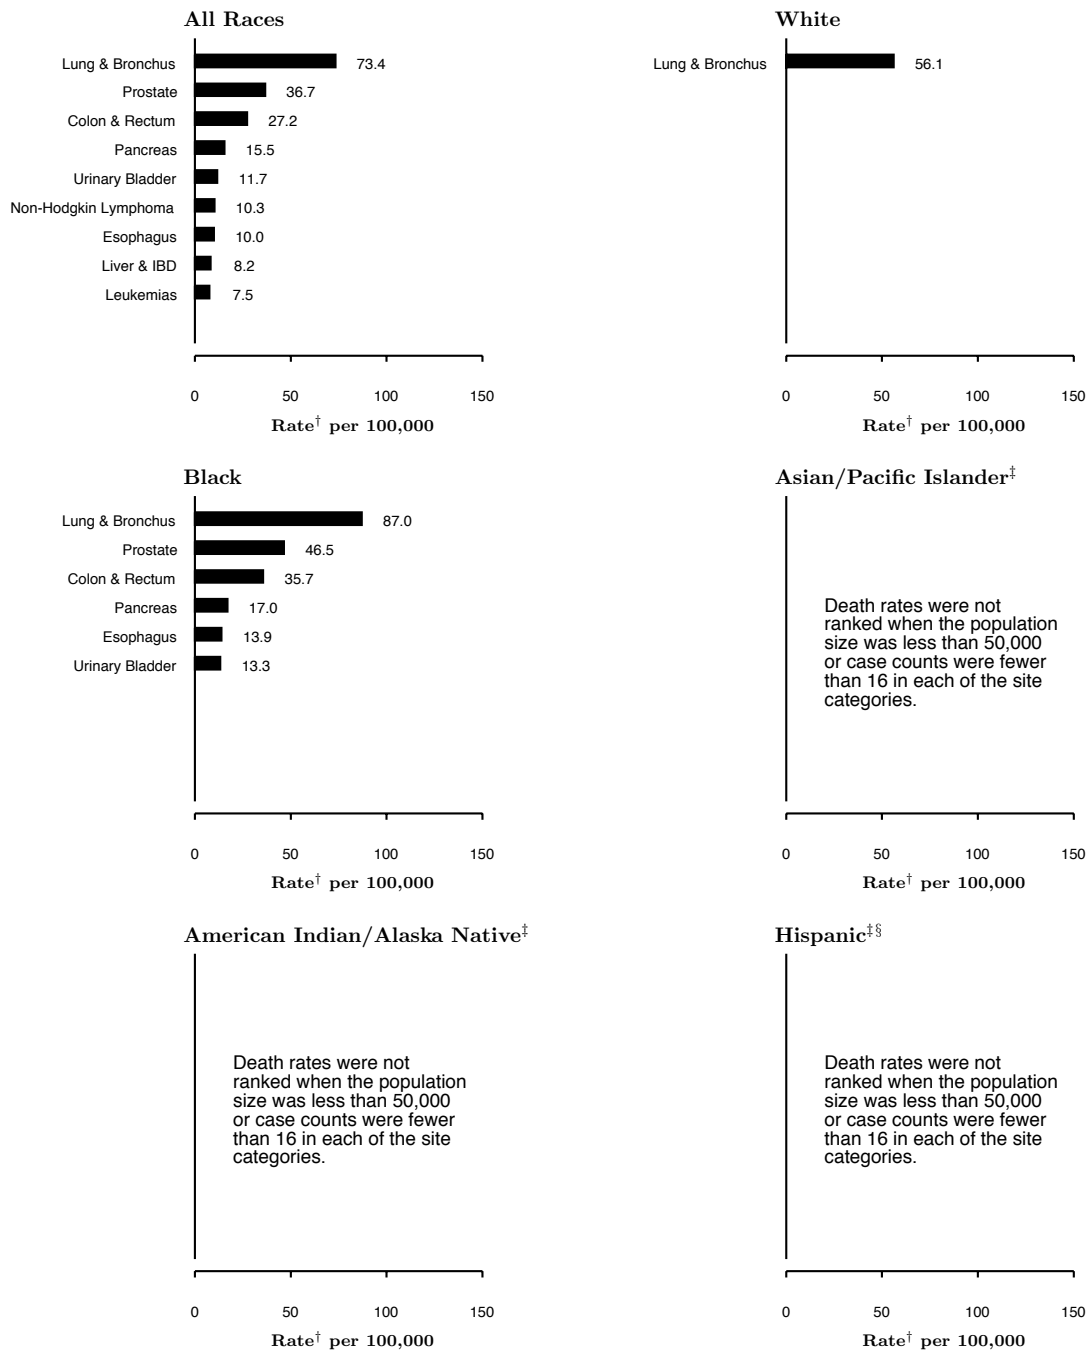 All Races
Lung & Bronchus 73.4
Prostate 36.7
Colon & Rectum 27.2
Pancreas 15.5
Urinary Bladder 11.7
Non-Hodgkin Lymphoma 10.3
Esophagus 10.0
Liver & IBD 8.2
Leukemias 7.5
0 50 100 150
Rate† per 100,000
White
Lung & Bronchus 56.1
0 50 100 150
Rate† per 100,000
Black
Lung & Bronchus 87.0
Prostate 46.5
Colon & Rectum 35.7
Pancreas 17.0
Esophagus 13.9
Urinary Bladder 13.3
0 50 100 150
Rate† per 100,000
Asian/Pacific Islander‡
Death rates were not
ranked when the population
size was less than 50,000
or case counts were fewer
than 16 in each of the site
categories.
0 50 100 150
Rate† per 100,000
American Indian/Alaska Native‡
Death rates were not
ranked when the population
size was less than 50,000
or case counts were fewer
than 16 in each of the site
categories.
0 50 100 150
Rate† per 100,000
Hispanic‡§
Death rates were not
ranked when the population
size was less than 50,000
or case counts were fewer
than 16 in each of the site
categories.
0 50 100 150
Rate† per 100,000